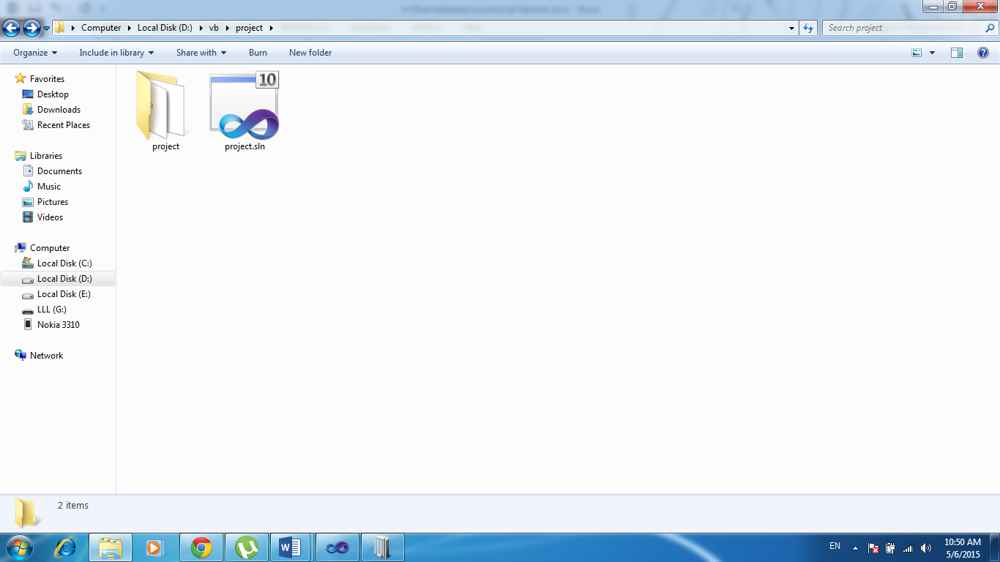 Computer Local Disk (D:) vb project
Search project
Organize Include in library Share with Burn New folder
Favorites
Desktop
Downloads
Recent Places
Libraries
Documents
Music
Pictures
Videos
Computer
Local Disk (C:)
Local Disk (D:)
Local Disk (E:)
LLL (G:)
Nokia 3310
Network
10
project
project.sln
2 items
EN
10:50 AM
5/6/2015